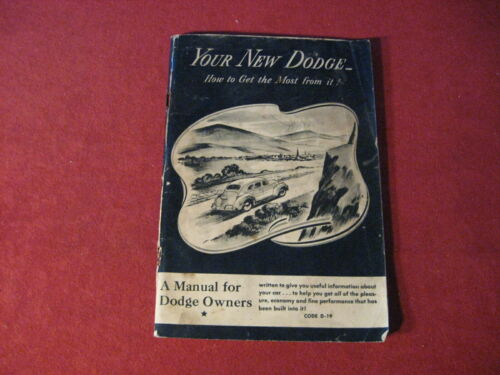 YOUR NEW DODGE_
How to Get the Most from it!
A Manual for
Dodge Owners
★
written to give you useful information about
your car . . . to help you get all of the pleas-
ure, economy and fine performance that has
been built into it!
CODE D-19